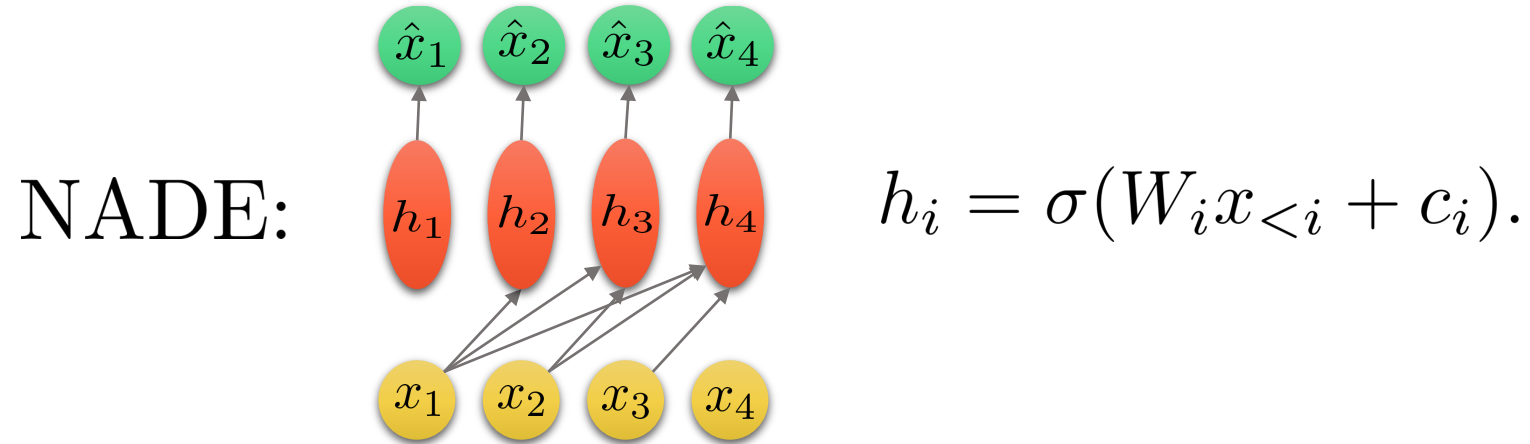 x̂₁ x̂₂ x̂₃ x̂₄
NADE:
h₁ h₂ h₃ h₄
hᵢ = σ(Wᵢx<ᵢ + cᵢ).
x₁ x₂ x₃ x₄